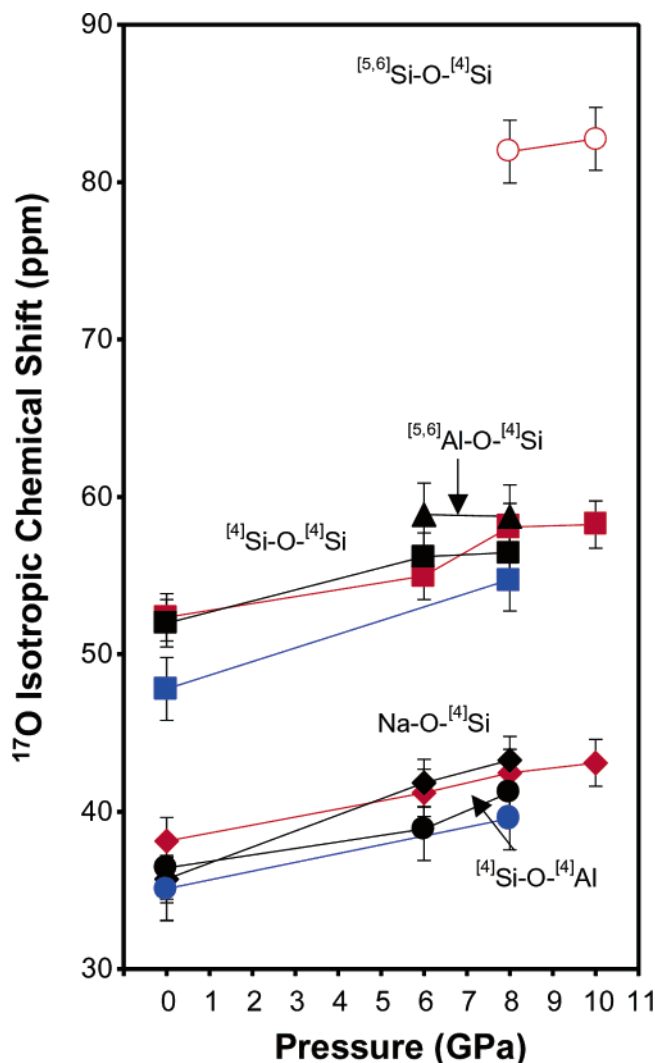 90
[5,6]Si-O-[4]Si
80
70
[5,6]Al-O-[4]Si
60
[4]Si-O-[4]Si
50
Na-O-[4]Si
40
[4]Si-O-[4]Al
30
0 1 2 3 4 5 6 7 8 9 10 11
Pressure (GPa)
17O Isotropic Chemical Shift (ppm)